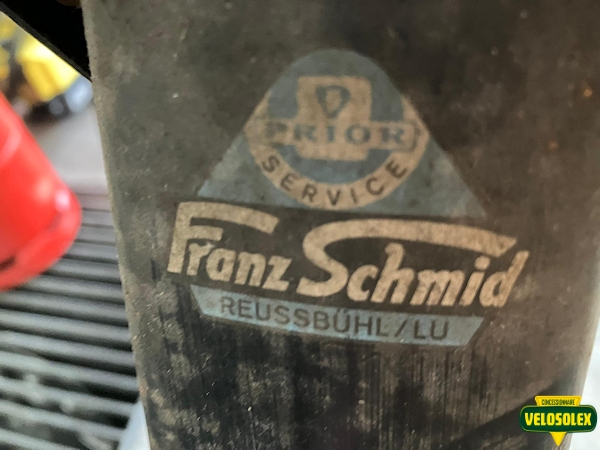 PRIOR
SERVICE
Franz Schmid
REUSSBÜHL/LU
CONCESSIONNAIRE
VELOSOLEX